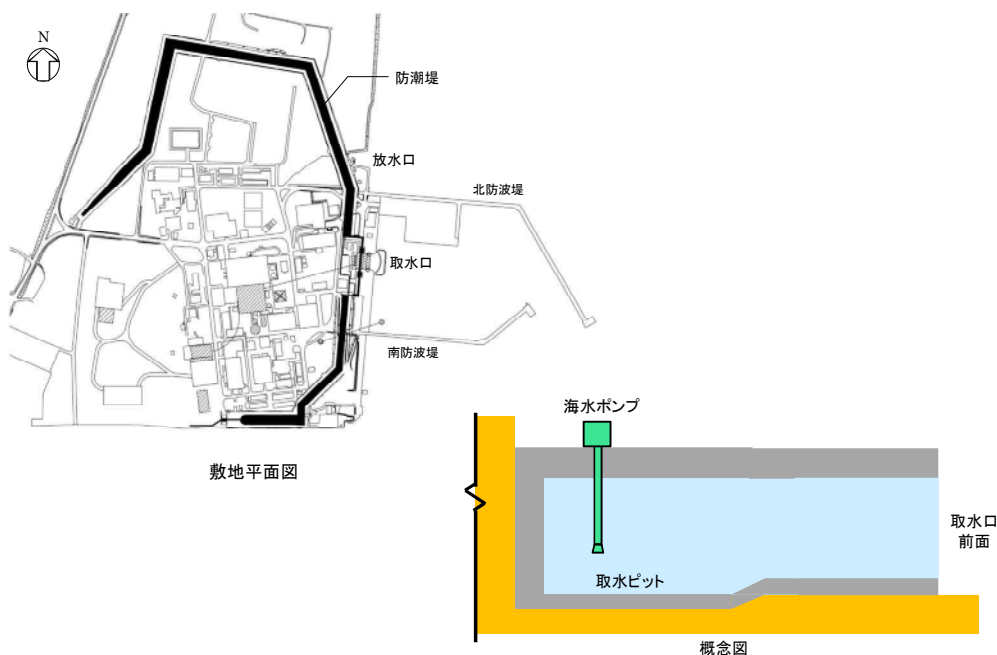 N
防潮堤
放水口
北防波堤
取水口
南防波堤
敷地平面図
海水ポンプ
取水口
前面
取水ピット
概念図